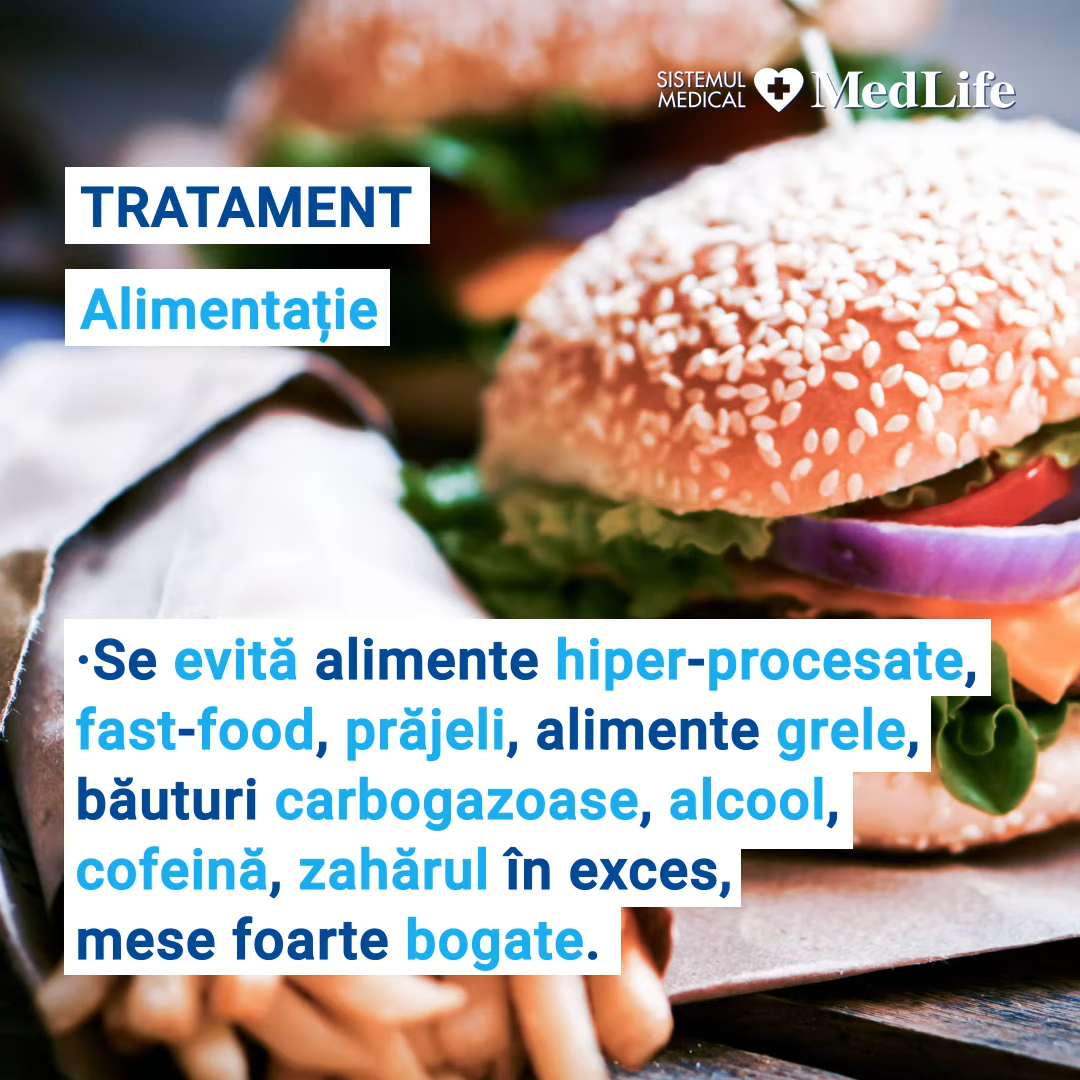 SISTEMUL
MEDICAL MedLife
TRATAMENT
Alimentație
·Se evită alimente hiper-procesate,
fast-food, prăjeli, alimente grele,
băuturi carbogazoase, alcool,
cofeină, zahărul în exces,
mese foarte bogate.